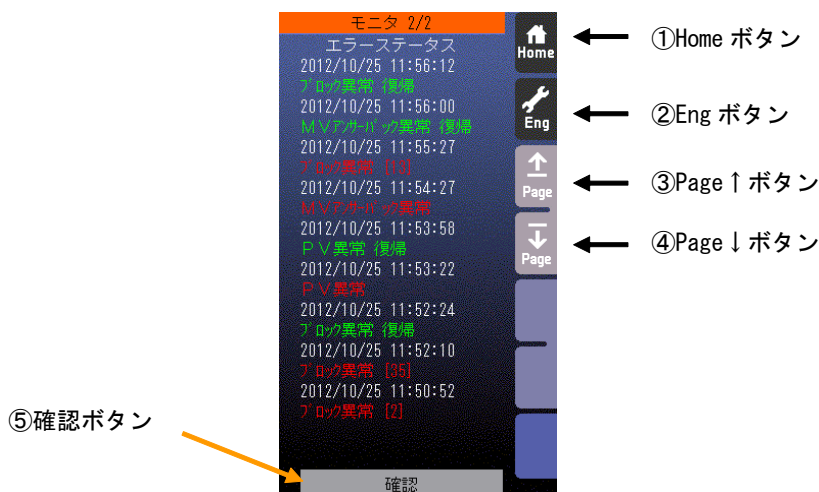 モニタ 2/2
エラーステータス
2012/10/25 11:56:12
ﾌﾞﾛｯｸ異常 復帰
2012/10/25 11:56:00
ＭＶｱﾝｻｰﾊﾞｯｸ異常 復帰
2012/10/25 11:55:27
ﾌﾞﾛｯｸ異常 [13]
2012/10/25 11:54:27
ＭＶｱﾝｻｰﾊﾞｯｸ異常
2012/10/25 11:53:58
ＰＶ異常 復帰
2012/10/25 11:53:22
ＰＶ異常
2012/10/25 11:52:24
ﾌﾞﾛｯｸ異常 復帰
2012/10/25 11:52:10
ﾌﾞﾛｯｸ異常 [35]
2012/10/25 11:50:52
ﾌﾞﾛｯｸ異常 [2]
確認
Home
Eng
Page
Page
①Home ボタン
②Eng ボタン
③Page↑ボタン
④Page↓ボタン
⑤確認ボタン